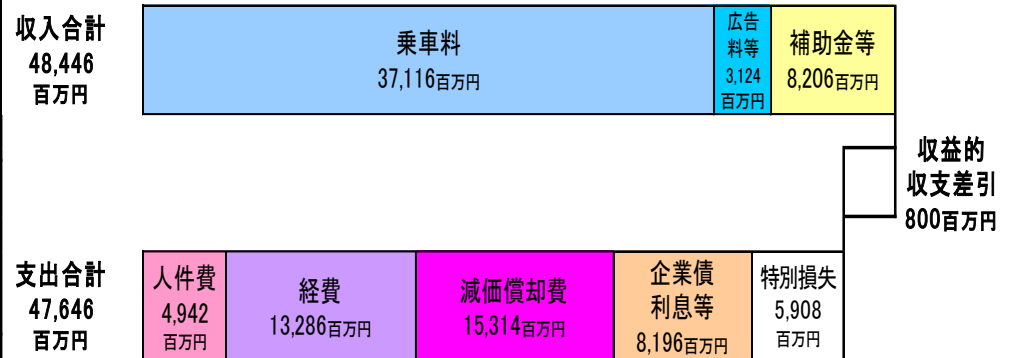 収入合計
48,446
百万円
乗車料
37,116百万円
広告
料等
3,124
百万円
補助金等
8,206百万円
収益的
収支差引
800百万円
支出合計
47,646
百万円
人件費
4,942
百万円
経費
13,286百万円
減価償却費
15,314百万円
企業債
利息等
8,196百万円
特別損失
5,908
百万円